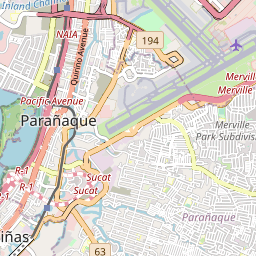 Inland Chann
NAIA
Quirino Avenue
194
Pacific Avenue
Merville
Merville
Parañaque
Merville
Park Subdivis
R-1
R-1
Sucat
Sucat
Parañaque
iñas
63